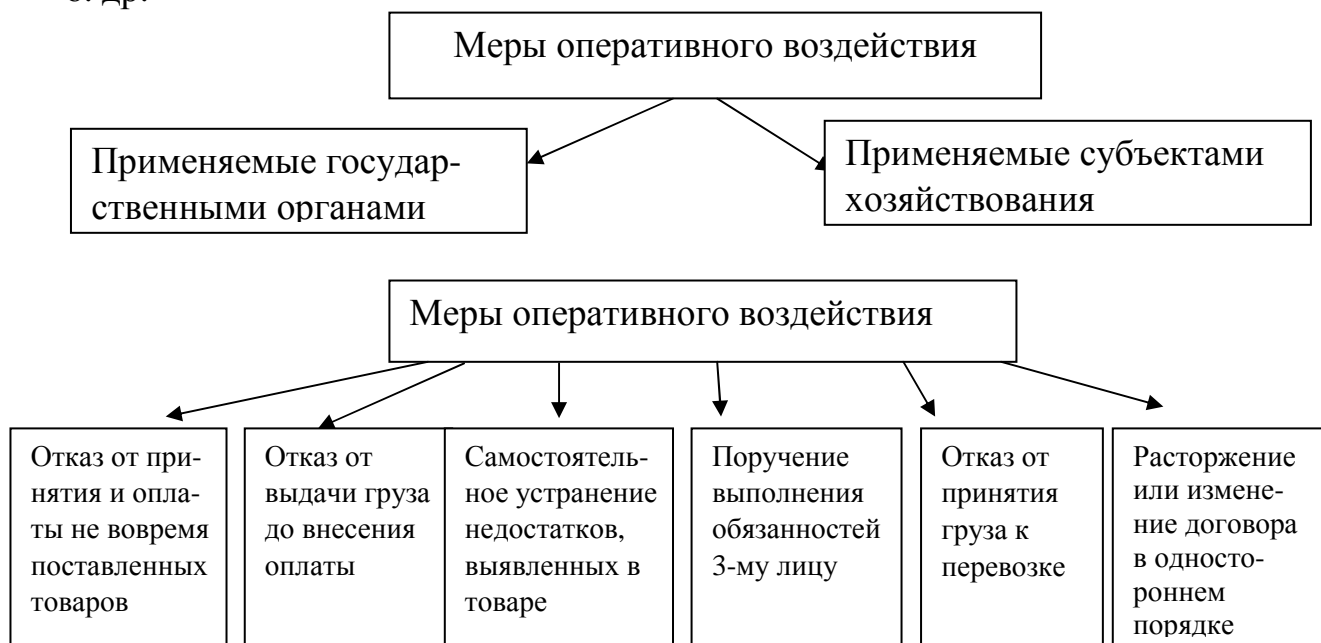 Меры оперативного воздействия
Применяемые государ-
ственными органами
Применяемые субъектами
хозяйствования
Меры оперативного воздействия
Отказ от при-
нятия и опла-
ты не вовремя
поставленных
товаров
Отказ от
выдачи груза
до внесения
оплаты
Самостоятель-
ное устранение
недостатков,
выявленных в
товаре
Поручение
выполнения
обязанностей
3-му лицу
Отказ от
принятия
груза к
перевозке
Расторжение
или измене-
ние договора
в односто-
роннем
порядке